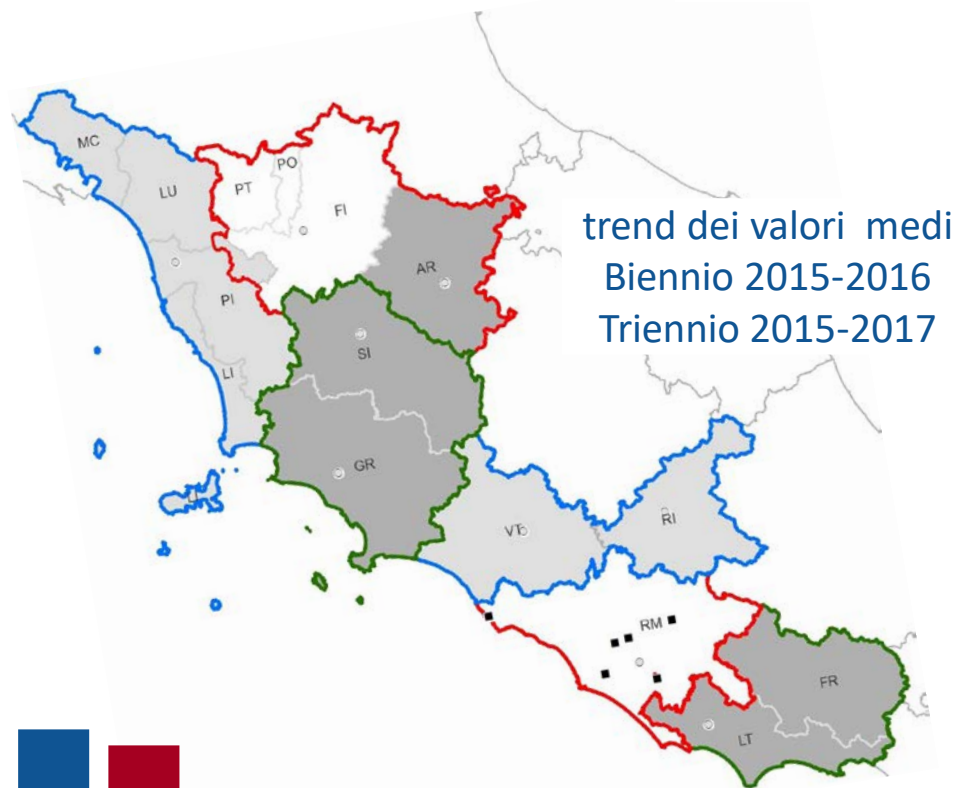 MC
LU
PT
PO
FI
AR
trend dei valori medi
Biennio 2015-2016
Triennio 2015-2017
PI
SI
LI
GR
VT
RI
RM
FR
LT